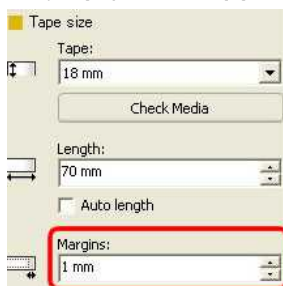 Tape size
Tape:
18 mm
Check Media
Length:
70 mm
Auto length
Margins:
1 mm